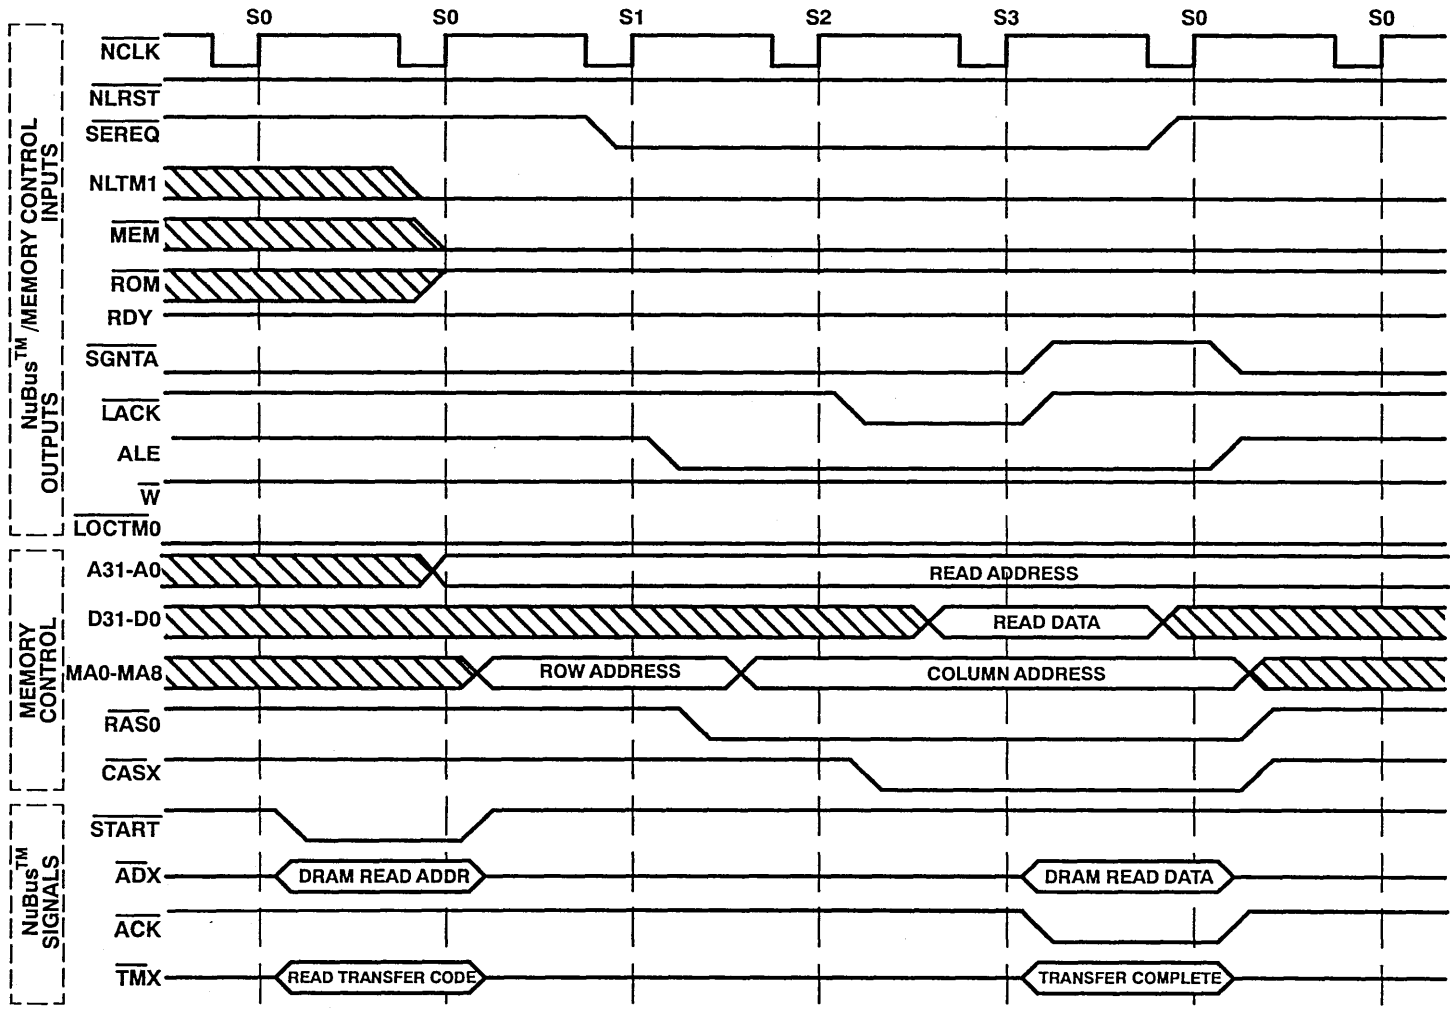 S0 S0 S1 S2 S3 S0 S0
NuBus™/MEMORY CONTROL
INPUTS
OUTPUTS
NCLK
NLRST
SEREQ
NLTM1
MEM
ROM
RDY
SGNTA
LACK
ALE
W
LOCTM0
MEMORY
CONTROL
A31-A0 READ ADDRESS
D31-D0 READ DATA
MA0-MA8 ROW ADDRESS COLUMN ADDRESS
RAS0
CASX
NuBus™
SIGNALS
START
ADX DRAM READ ADDR DRAM READ DATA
ACK
TMX READ TRANSFER CODE TRANSFER COMPLETE